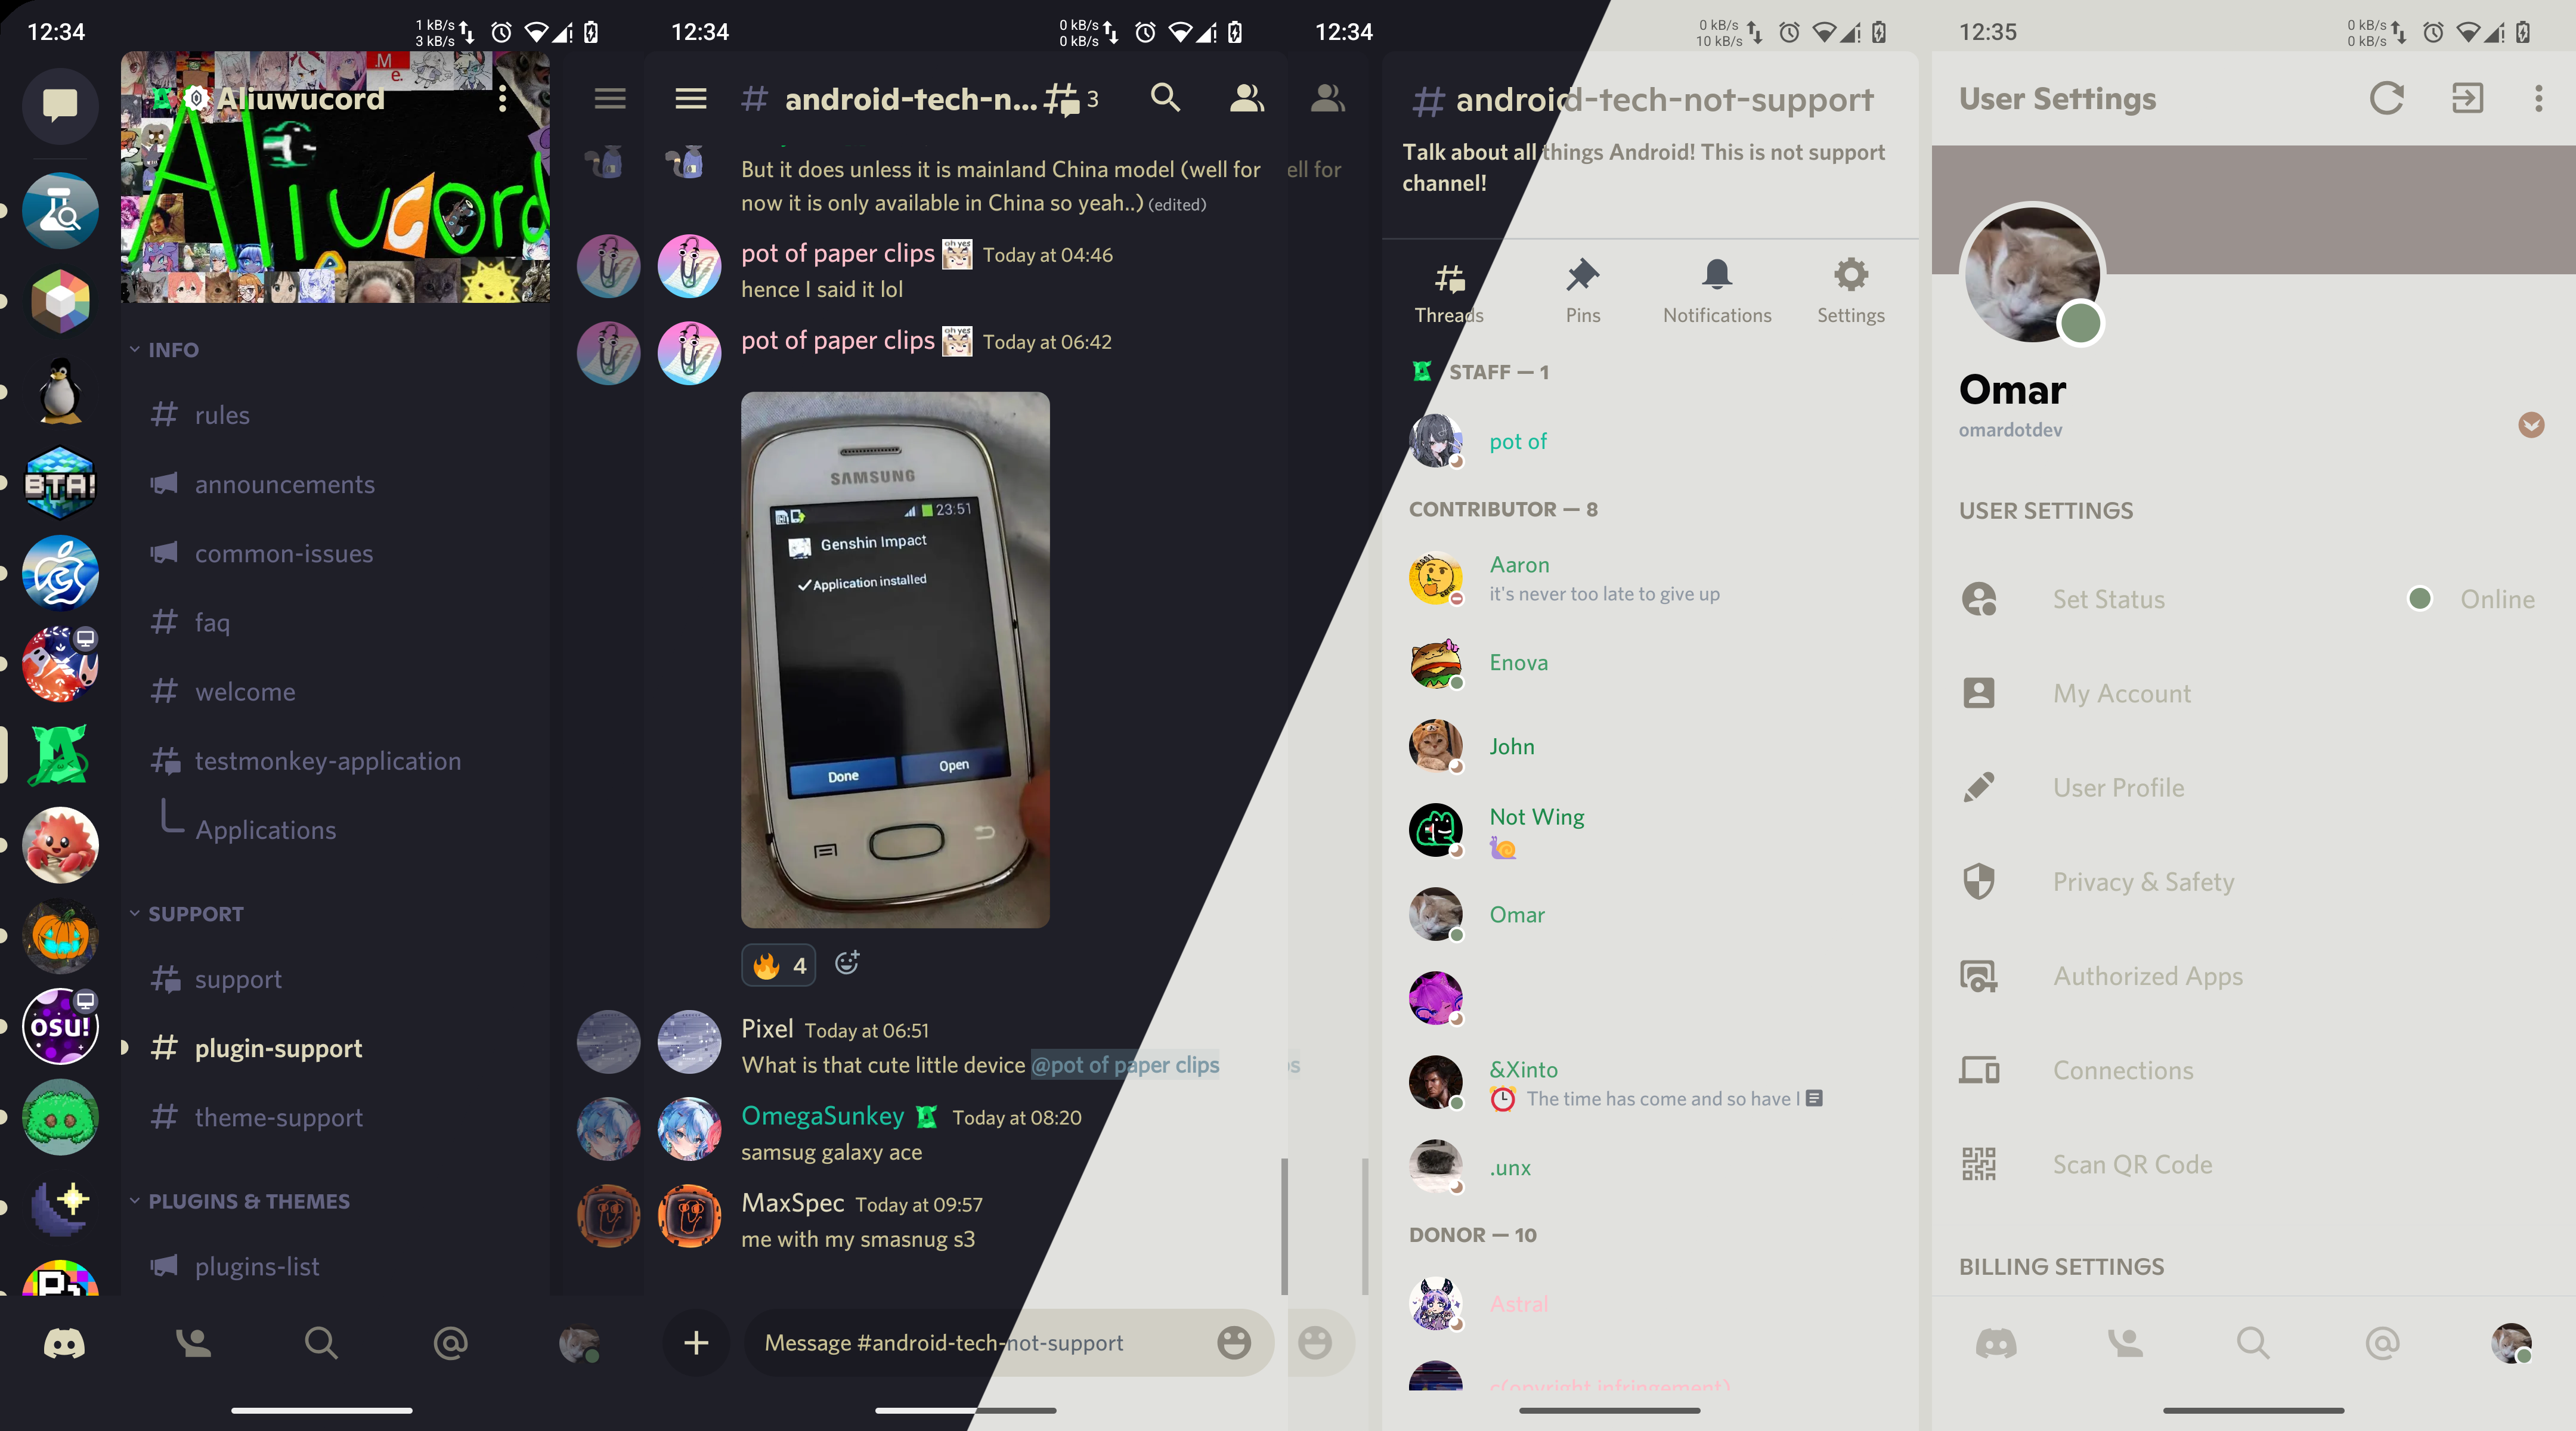 12:34
1 kB/s
3 kB/s
.M
e.
Aliuwucord
Aliucord
INFO
rules
announcements
common-issues
faq
welcome
testmonkey-application
Applications
SUPPORT
support
plugin-support
theme-support
PLUGINS & THEMES
plugins-list
BTA!
osu!
12:34
0 kB/s
0 kB/s
# android-tech-n...
3
But it does unless it is mainland China model (well for
now it is only available in China so yeah..) (edited)
pot of paper clips oh yes Today at 04:46
hence I said it lol
pot of paper clips oh yes Today at 06:42
SAMSUNG
23:51
Genshin Impact
Application installed
Done
Open
4
Pixel Today at 06:51
What is that cute little device @pot of paper clips
OmegaSunkey Today at 08:20
samsug galaxy ace
MaxSpec Today at 09:57
me with my smasnug s3
Message #android-tech-not-support
12:34
0 kB/s
10 kB/s
ell for
# android-tech-not-support
Talk about all things Android! This is not support
channel!
Threads
Pins
Notifications
Settings
STAFF — 1
pot of
CONTRIBUTOR — 8
Aaron
it's never too late to give up
Enova
John
Not Wing
Omar
&Xinto
The time has come and so have I
.unx
DONOR — 10
Astral
c(opyright infringement)
12:35
0 kB/s
0 kB/s
User Settings
Omar
omardotdev
USER SETTINGS
Set Status
Online
My Account
User Profile
Privacy & Safety
Authorized Apps
Connections
Scan QR Code
BILLING SETTINGS